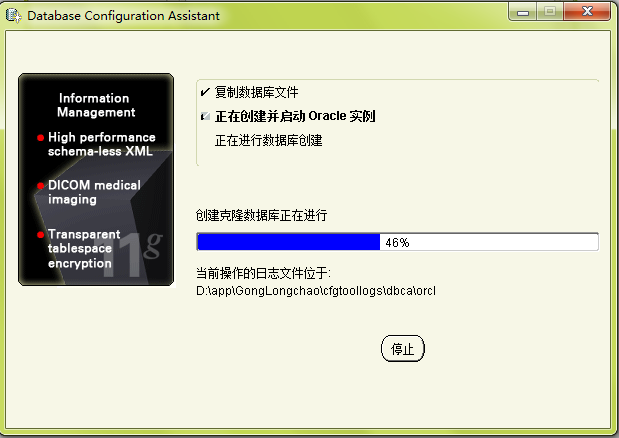 Database Configuration Assistant
Information
Management
High performance
schema-less XML
DICOM medical
imaging
Transparent
tablespace
encryption
11g
复制数据库文件
正在创建并启动 Oracle 实例
正在进行数据库创建
创建克隆数据库正在进行
46%
当前操作的日志文件位于:
D:\app\GongLongchao\cfgtoollogs\dbca\orcl
停止